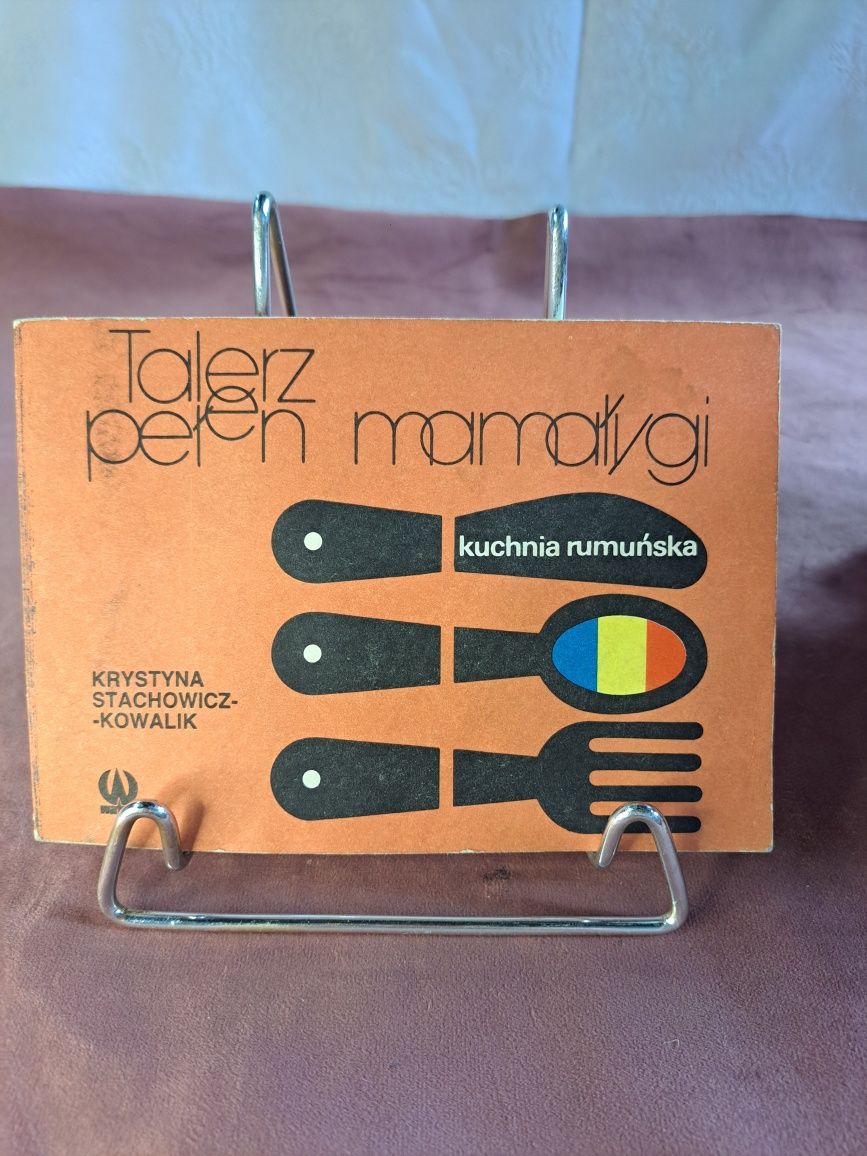 Talerz
pełen mamałygi
kuchnia rumuńska
KRYSTYNA
STACHOWICZ-
-KOWALIK